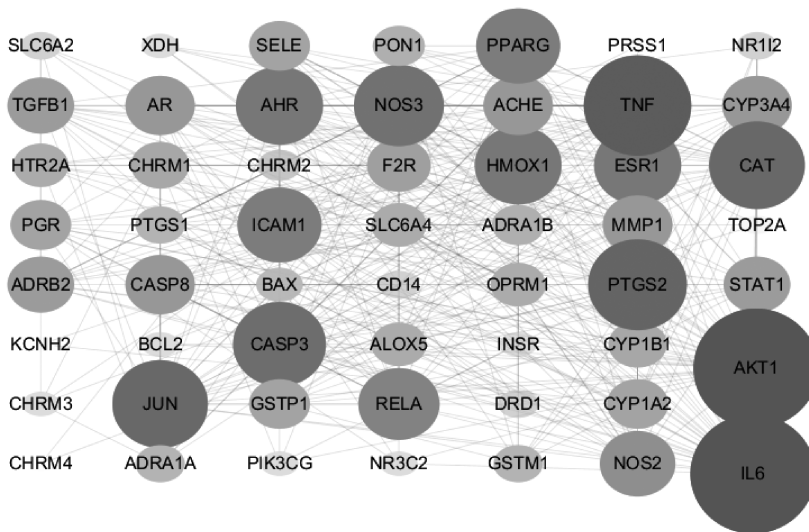 SLC6A2 XDH SELE PON1 PPARG PRSS1 NR1I2
TGFB1 AR AHR NOS3 ACHE TNF CYP3A4
HTR2A CHRM1 CHRM2 F2R HMOX1 ESR1 CAT
PGR PTGS1 ICAM1 SLC6A4 ADRA1B MMP1 TOP2A
ADRB2 CASP8 BAX CD14 OPRM1 PTGS2 STAT1
KCNH2 BCL2 CASP3 ALOX5 INSR CYP1B1
AKT1
CHRM3 JUN GSTP1 RELA DRD1 CYP1A2
CHRM4 ADRA1A PIK3CG NR3C2 GSTM1 NOS2
IL6